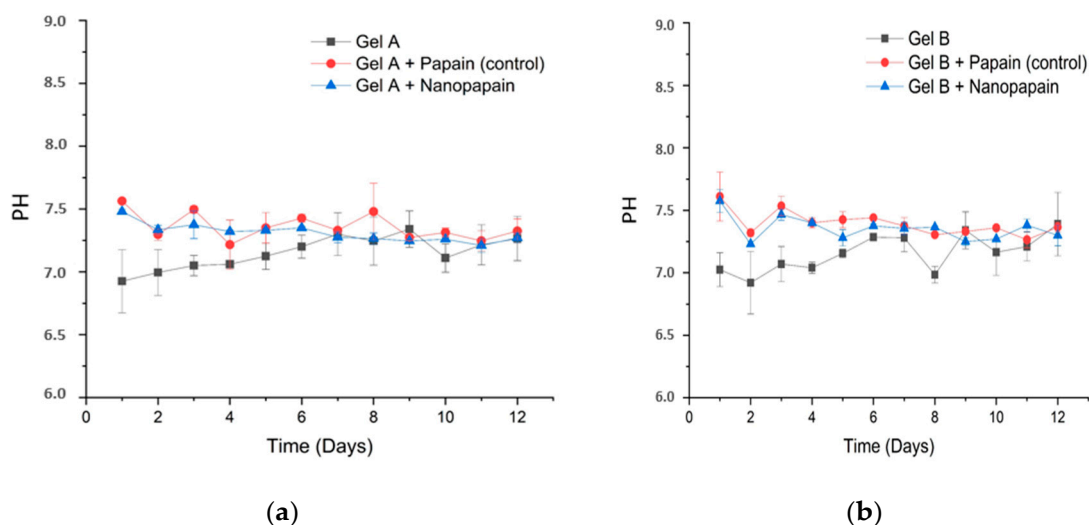 9.0
8.5
8.0
7.5
7.0
6.5
6.0
PH
0
2
4
6
8
10
12
Time (Days)
Gel A
Gel A + Papain (control)
Gel A + Nanopapain
(a)
9.0
8.5
8.0
7.5
7.0
6.5
6.0
PH
0
2
4
6
8
10
12
Time (Days)
Gel B
Gel B + Papain (control)
Gel B + Nanopapain
(b)